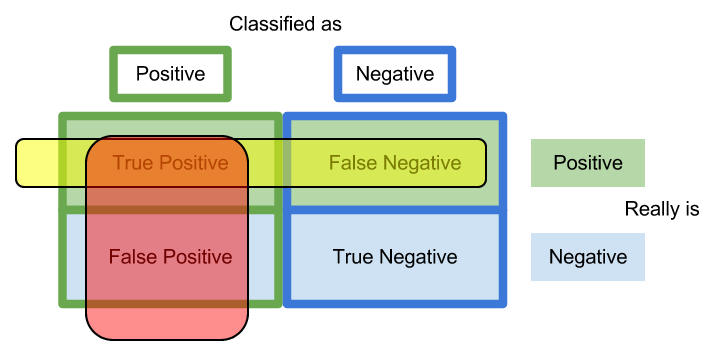 Classified as
Positive
Negative
True Positive
False Negative
Positive
Really is
False Positive
True Negative
Negative